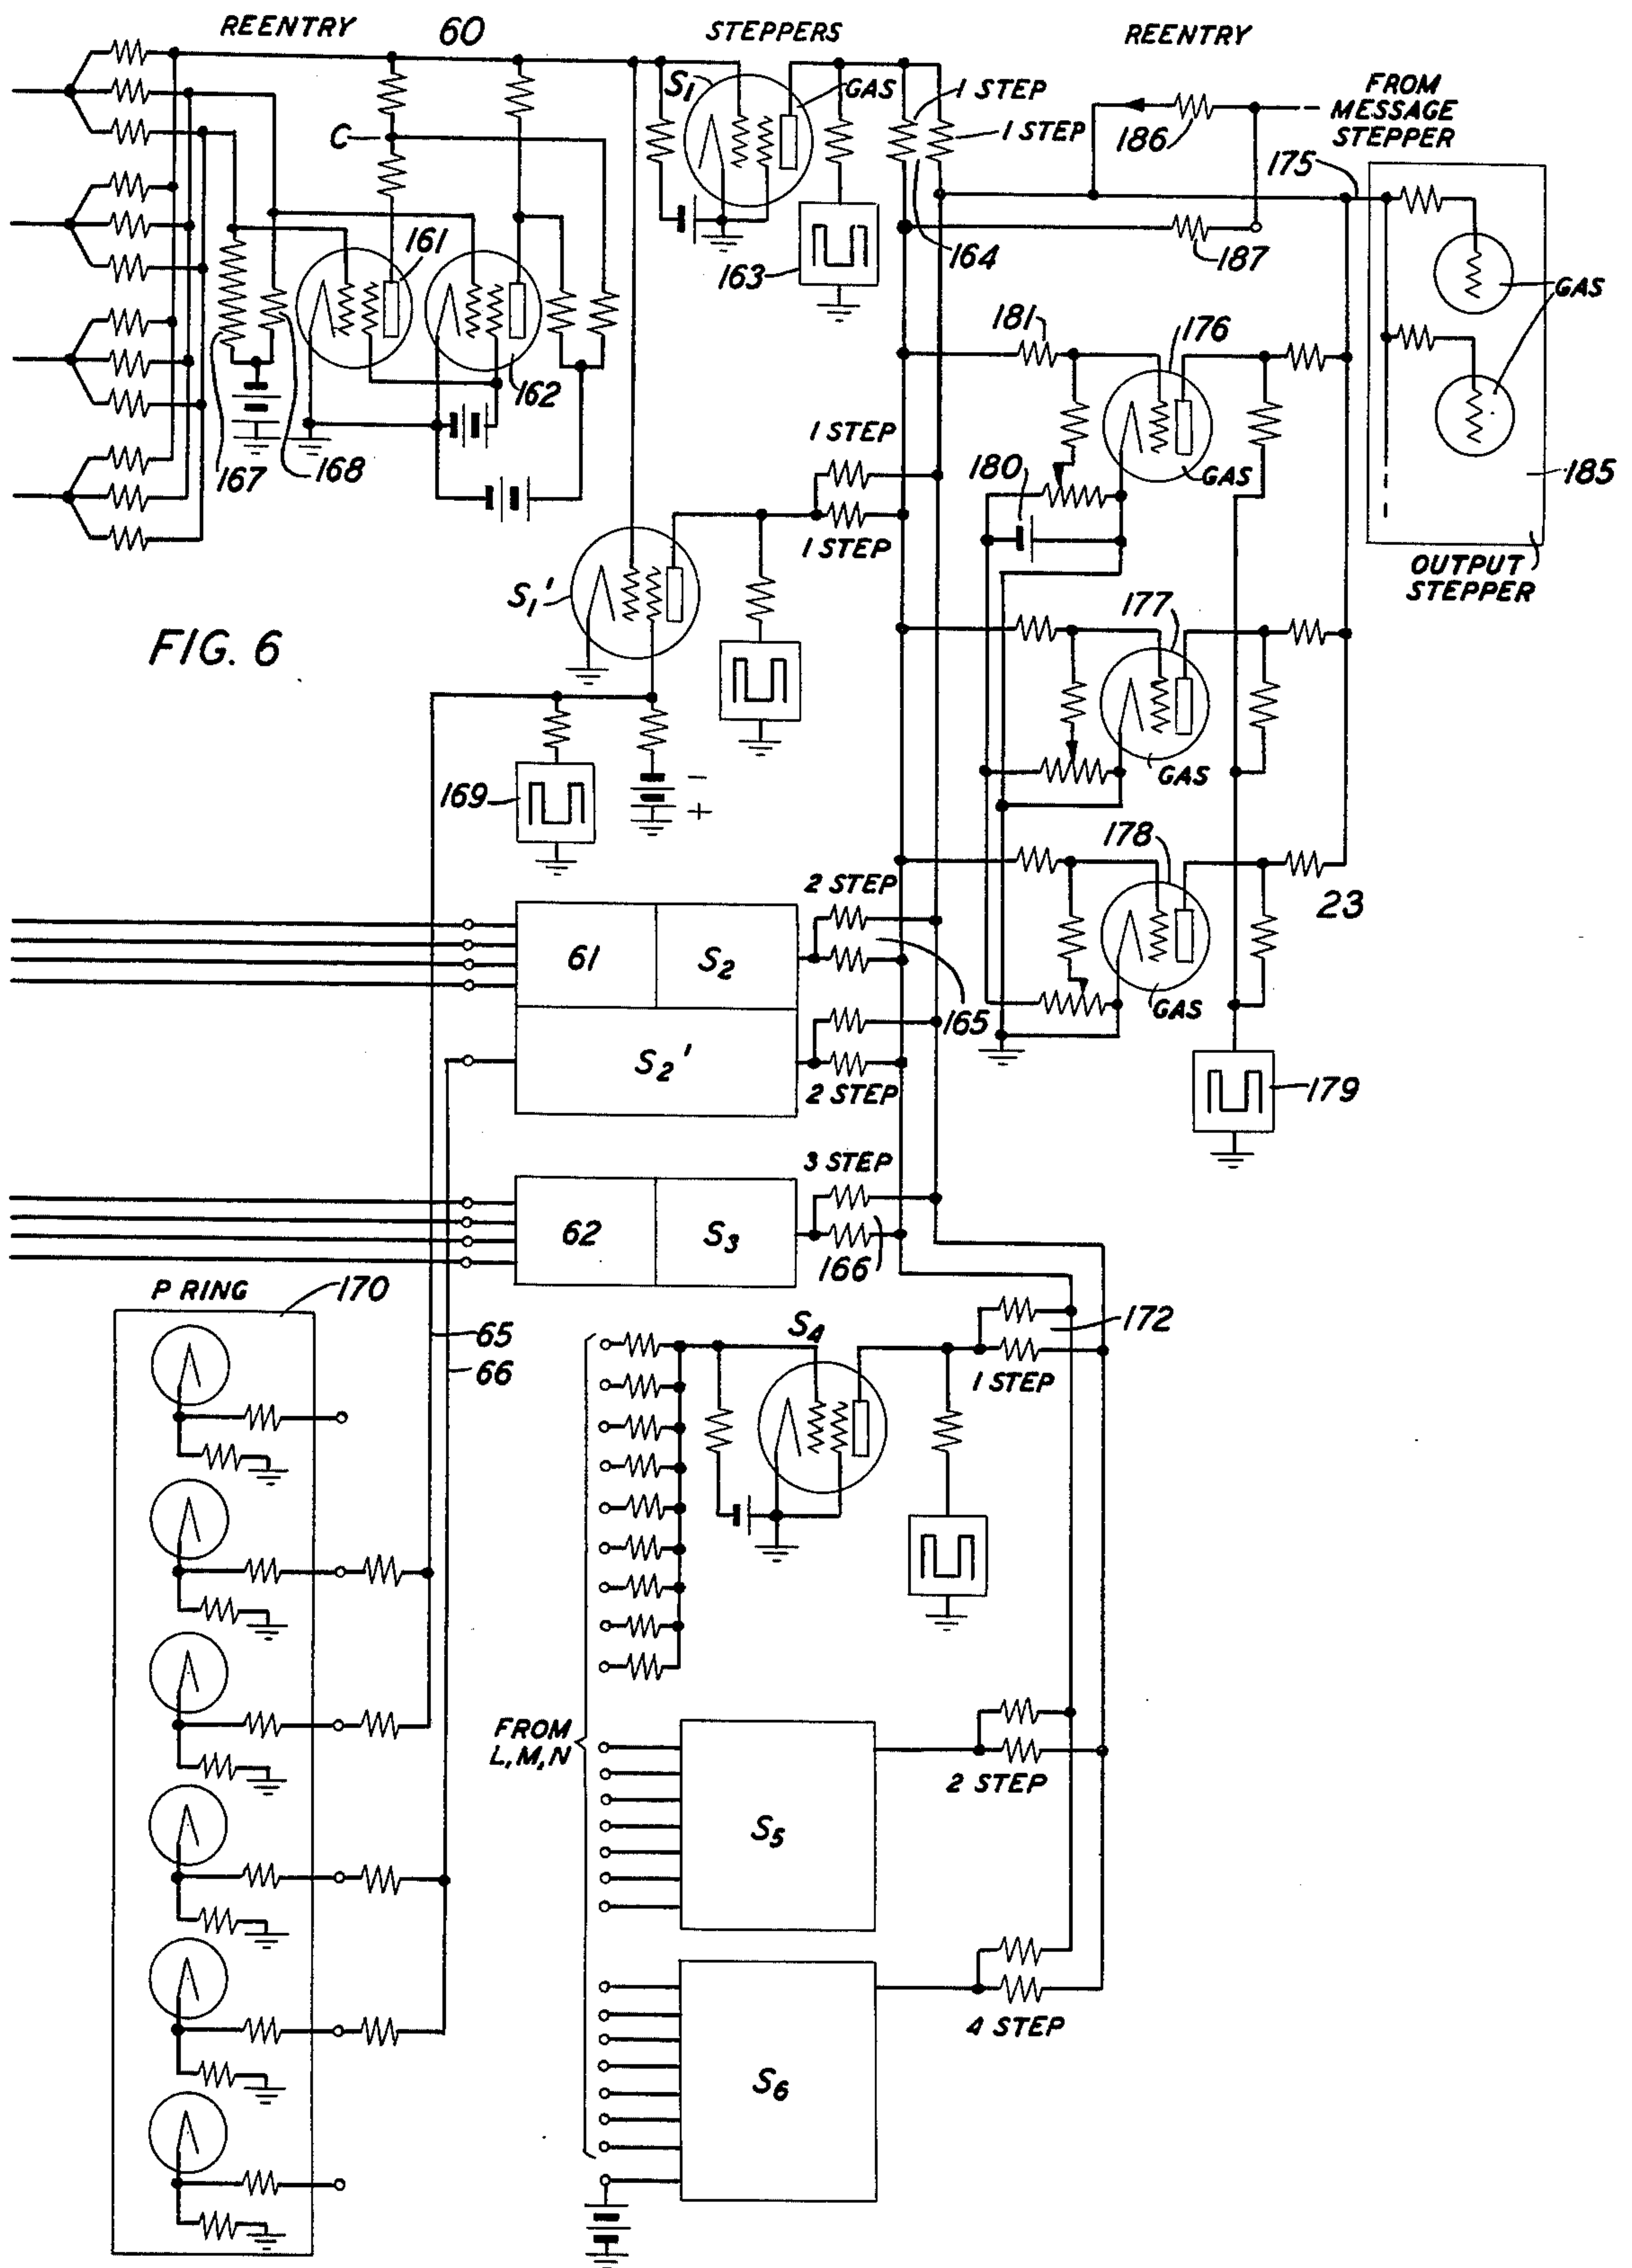 REENTRY
60
STEPPERS
REENTRY
S1
GAS
1 STEP
1 STEP
FROM
MESSAGE
STEPPER
186
175
C
161
163
164
187
GAS
181
176
162
167
168
1 STEP
180
GAS
185
1 STEP
OUTPUT
STEPPER
S1'
177
FIG. 6
GAS
169
-
+
178
2 STEP
23
61
S2
165
GAS
S2'
2 STEP
179
3 STEP
62
S3
166
P RING
170
65
S4
172
66
1 STEP
FROM
L, M, N
2 STEP
S5
4 STEP
S6